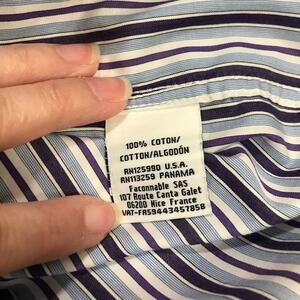 100% COTON/
COTTON/ALGODÓN
RN125990 U.S.A.
RN113259 PANAMA
Faconnable SAS
107 Route Canta Galet
06200 Nice France
VAT-FR59443457858